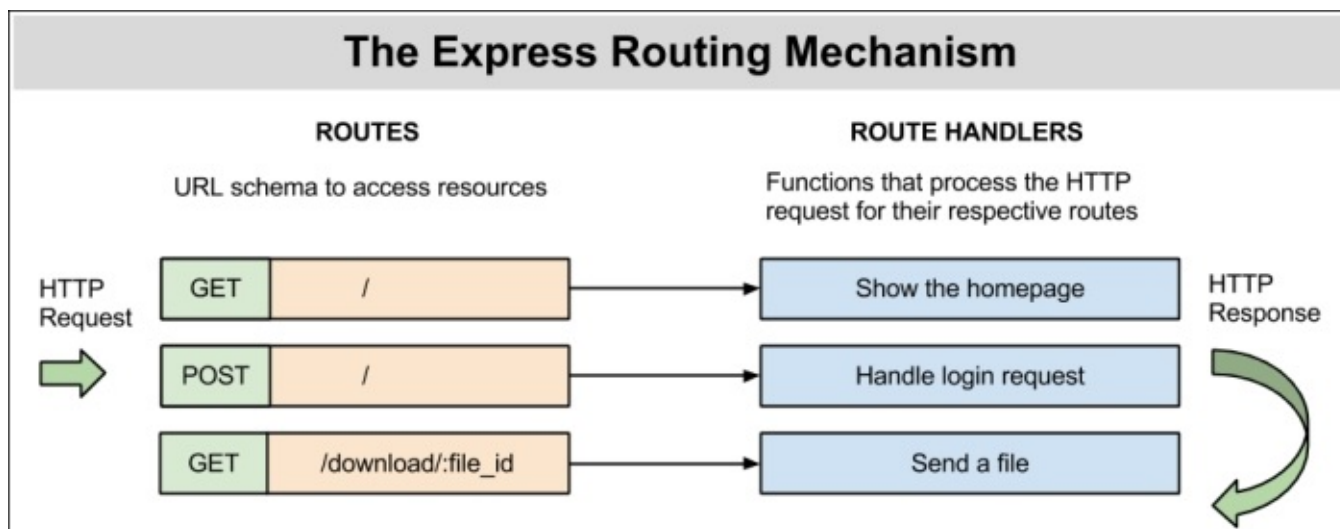 The Express Routing Mechanism
ROUTES
URL schema to access resources
ROUTE HANDLERS
Functions that process the HTTP
request for their respective routes
HTTP
Request
GET /
Show the homepage
POST /
Handle login request
GET /download/:file_id
Send a file
HTTP
Response